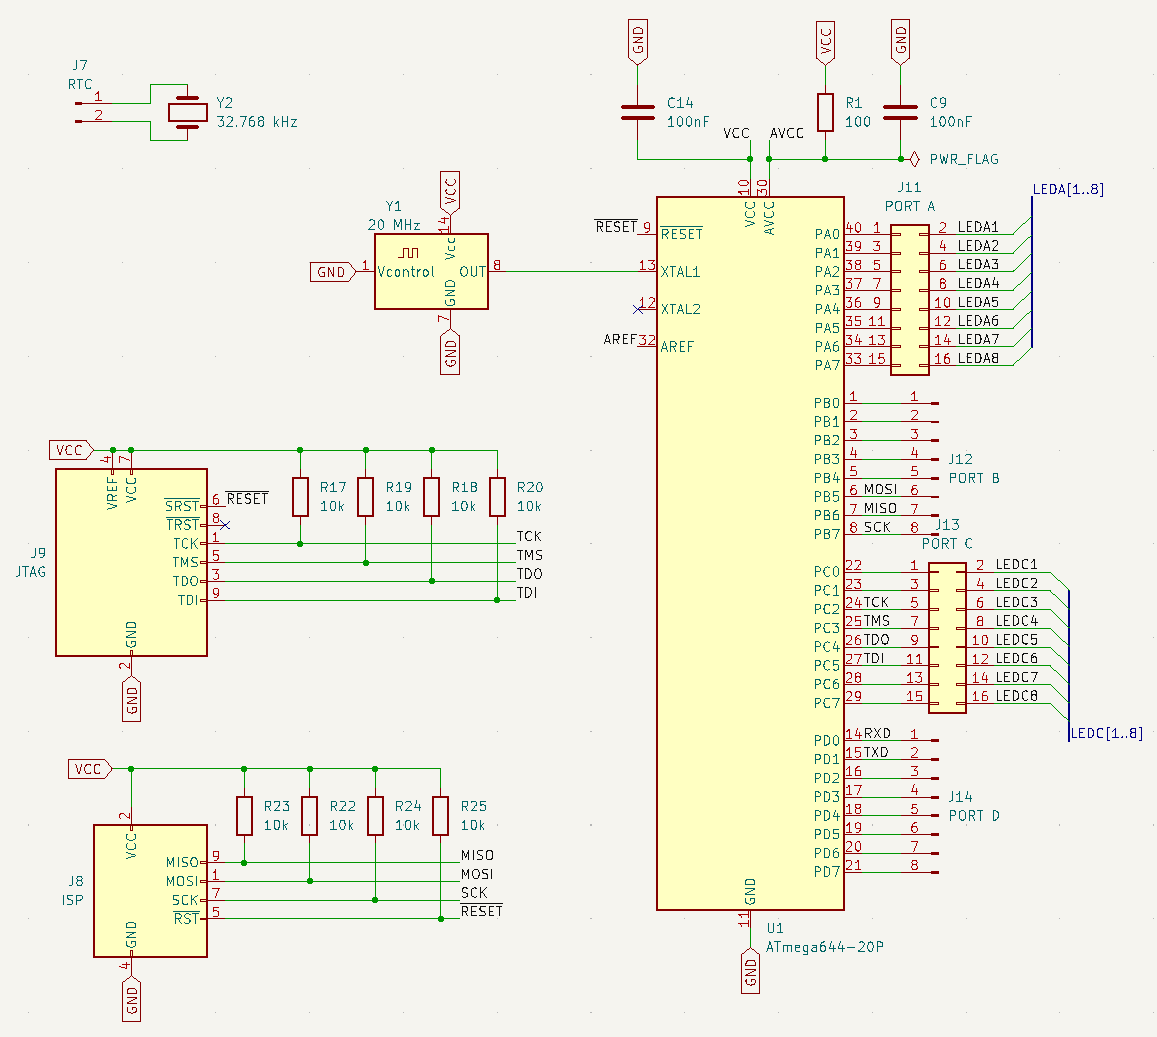 J7
RTC
1
2
Y2
32.768 kHz
GND
VCC
GND
C14
100nF
R1
100
C9
100nF
VCC
AVCC
PWR_FLAG
10
30
VCC
AVCC
VCC
Y1
20 MHz
14
Vcc
GND
1
Vcontrol
OUT
8
GND
7
GND
RESET
9
RESET
13
XTAL1
12
XTAL2
AREF
32
AREF
J11
PORT A
LEDA[1..8]
PA0 40 1 2 LEDA1
PA1 39 3 4 LEDA2
PA2 38 5 6 LEDA3
PA3 37 7 8 LEDA4
PA4 36 9 10 LEDA5
PA5 35 11 12 LEDA6
PA6 34 13 14 LEDA7
PA7 33 15 16 LEDA8
PB0 1 1
PB1 2 2
PB2 3 3
PB3 4 4
PB4 5 5
PB5 6 MOSI 6
PB6 7 MISO 7
PB7 8 SCK 8
J12
PORT B
J13
PORT C
PC0 22 1 2 LEDC1
PC1 23 3 4 LEDC2
PC2 24 TCK 5 6 LEDC3
PC3 25 TMS 7 8 LEDC4
PC4 26 TDO 9 10 LEDC5
PC5 27 TDI 11 12 LEDC6
PC6 28 13 14 LEDC7
PC7 29 15 16 LEDC8
LEDC[1..8]
PD0 14 RXD 1
PD1 15 TXD 2
PD2 16 3
PD3 17 4
PD4 18 5
PD5 19 6
PD6 20 7
PD7 21 8
J14
PORT D
GND
11
GND
U1
ATmega644-20P
VCC
4
7
VREF
VCC
SRST 6 RESET
TRST 8
TCK 1
TMS 5
TDO 3
TDI 9
J9
JTAG
GND
2
GND
R17
10k
R19
10k
R18
10k
R20
10k
TCK
TMS
TDO
TDI
VCC
2
VCC
MISO 9
MOSI 1
SCK 7
RST 5
J8
ISP
GND
4
GND
R23
10k
R22
10k
R24
10k
R25
10k
MISO
MOSI
SCK
RESET